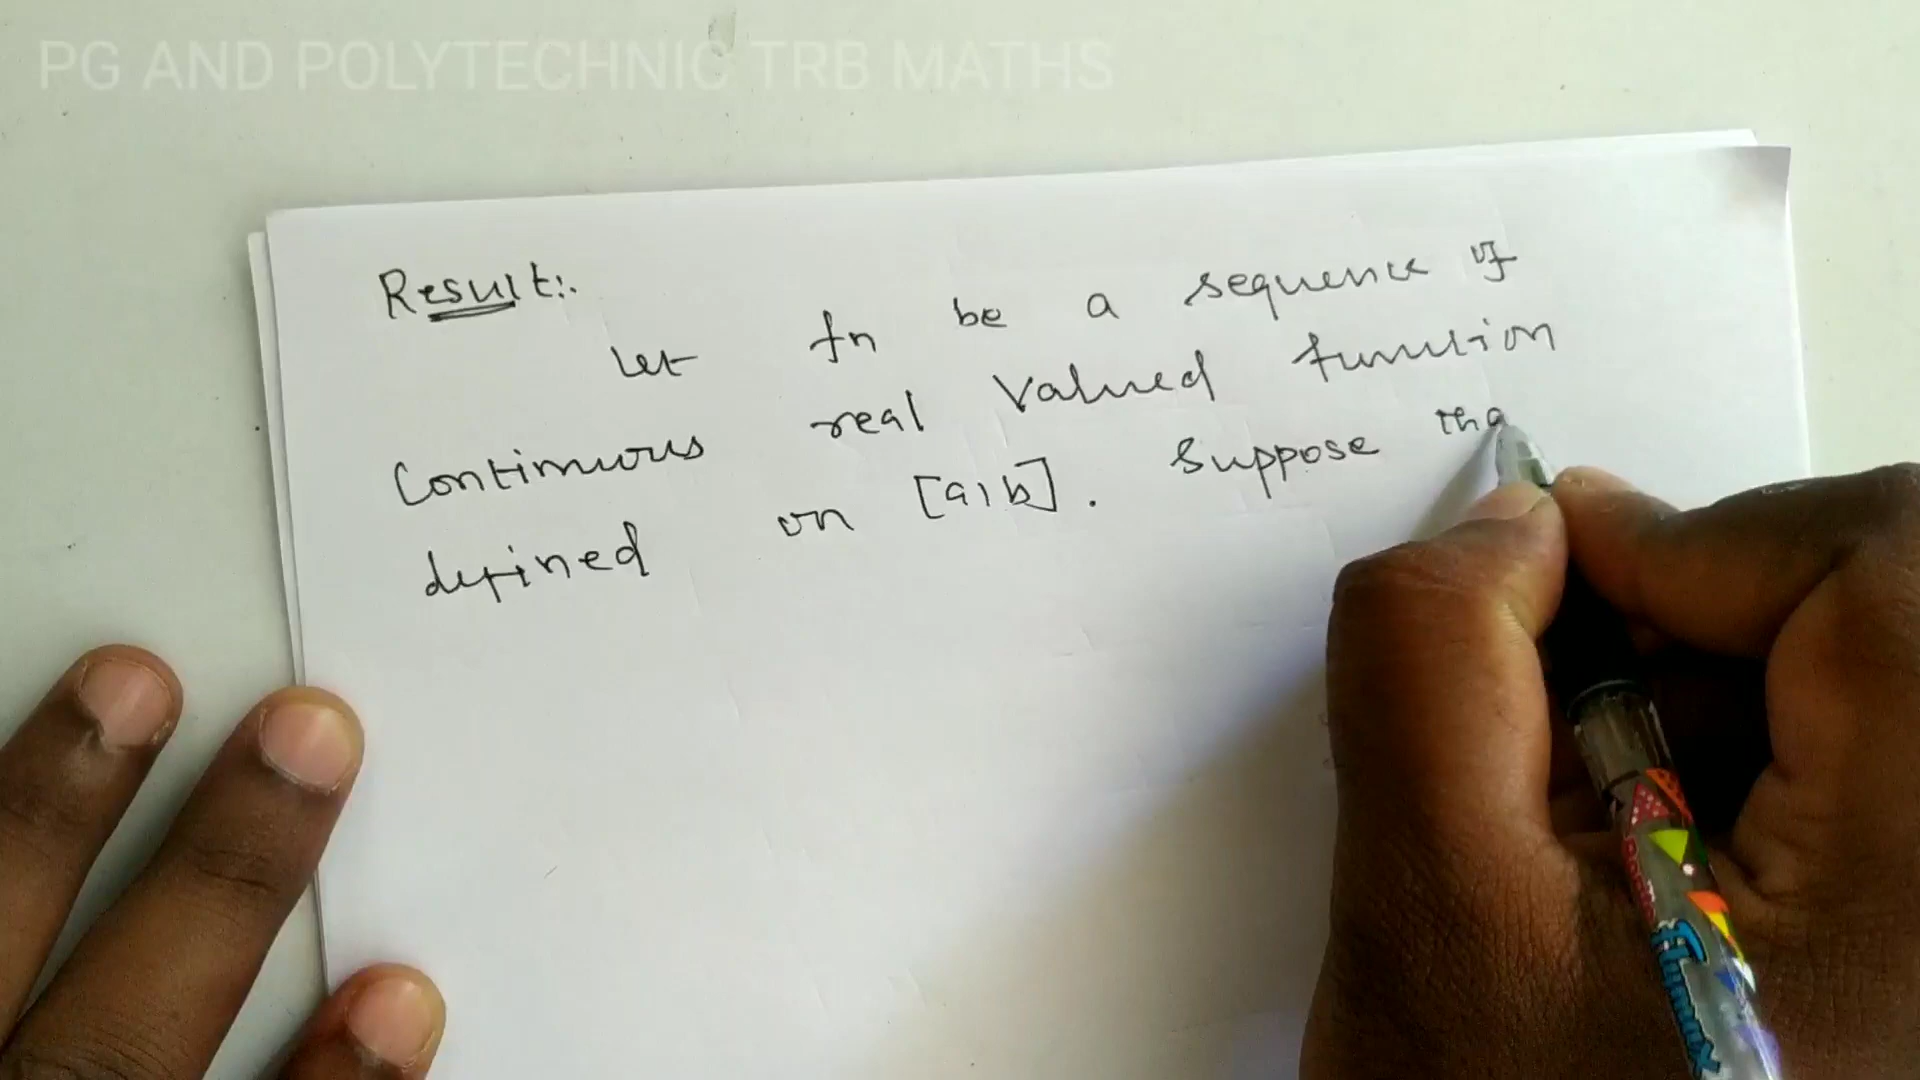 PG AND POLYTECHNIC TRB MATHS
Result:.
Let fn be a sequence of
Continuous real valued function
defined on [a,b]. Suppose tha
Flymax